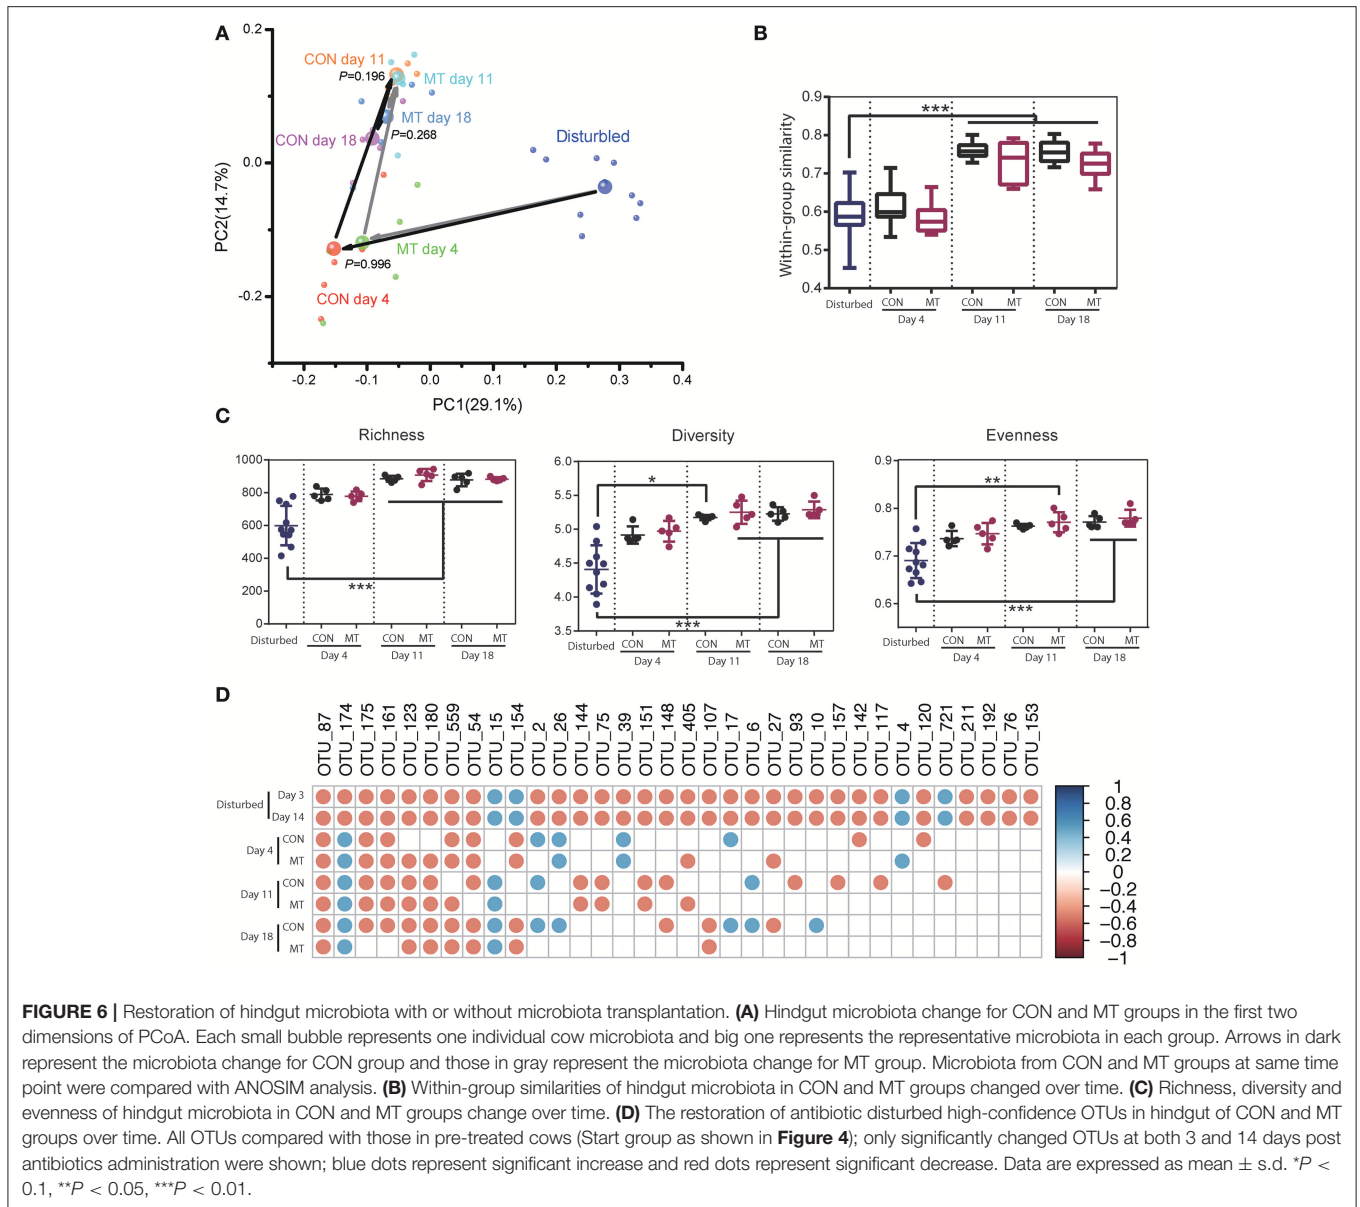 A
0.2
0.0
-0.2
PC2(14.7%)
CON day 11
P=0.196
MT day 11
MT day 18
CON day 18
P=0.268
Disturbed
MT day 4
P=0.996
CON day 4
-0.2
-0.1
0.0
0.1
0.2
0.3
0.4
PC1(29.1%)
B
Within-group similarity
0.9
0.8
0.7
0.6
0.5
0.4
***
Disturbed
CON
MT
CON
MT
CON
MT
Day 4
Day 11
Day 18
C
Richness
1000
800
600
400
200
0
***
Disturbed
CON
MT
CON
MT
CON
MT
Day 4
Day 11
Day 18
Diversity
6.0
5.5
5.0
4.5
4.0
3.5
*
***
Disturbed
CON
MT
CON
MT
CON
MT
Day 4
Day 11
Day 18
Evenness
0.9
0.8
0.7
0.6
**
***
Disturbed
CON
MT
CON
MT
CON
MT
Day 4
Day 11
Day 18
D
OTU_87
OTU_174
OTU_175
OTU_161
OTU_123
OTU_180
OTU_559
OTU_54
OTU_15
OTU_154
OTU_2
OTU_26
OTU_144
OTU_75
OTU_39
OTU_151
OTU_148
OTU_405
OTU_107
OTU_17
OTU_6
OTU_27
OTU_93
OTU_10
OTU_157
OTU_142
OTU_117
OTU_4
OTU_120
OTU_721
OTU_211
OTU_192
OTU_76
OTU_153
Disturbed
Day 3
Day 14
Day 4
CON
MT
Day 11
CON
MT
Day 18
CON
MT
1
0.8
0.6
0.4
0.2
0
−0.2
−0.4
−0.6
−0.8
−1
FIGURE 6 | Restoration of hindgut microbiota with or without microbiota transplantation. (A) Hindgut microbiota change for CON and MT groups in the first two
dimensions of PCoA. Each small bubble represents one individual cow microbiota and big one represents the representative microbiota in each group. Arrows in dark
represent the microbiota change for CON group and those in gray represent the microbiota change for MT group. Microbiota from CON and MT groups at same time
point were compared with ANOSIM analysis. (B) Within-group similarities of hindgut microbiota in CON and MT groups changed over time. (C) Richness, diversity and
evenness of hindgut microbiota in CON and MT groups change over time. (D) The restoration of antibiotic disturbed high-confidence OTUs in hindgut of CON and MT
groups over time. All OTUs compared with those in pre-treated cows (Start group as shown in Figure 4); only significantly changed OTUs at both 3 and 14 days post
antibiotics administration were shown; blue dots represent significant increase and red dots represent significant decrease. Data are expressed as mean ± s.d. *P <
0.1, **P < 0.05, ***P < 0.01.